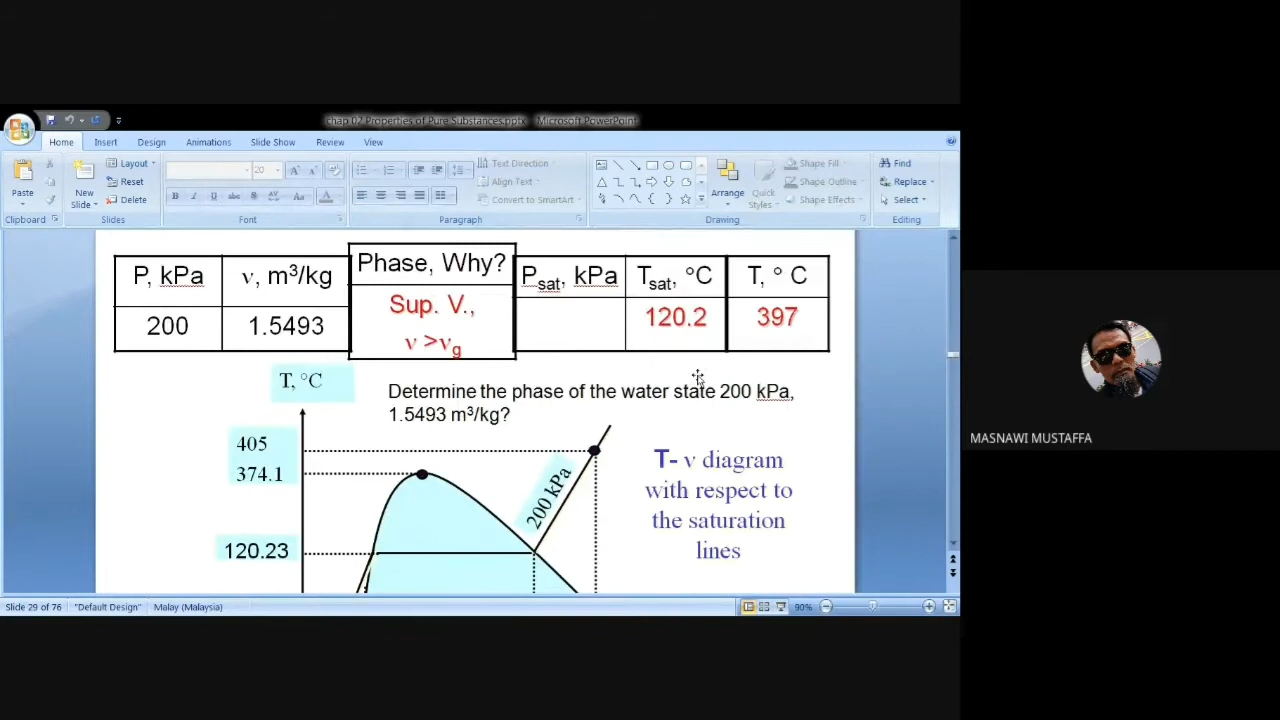 chap 02 Properties of Pure Substances.pptx - Microsoft PowerPoint
Home Insert Design Animations Slide Show Review View
Paste
Clipboard
New Slide
Layout
Reset
Delete
Slides
20
Font
Text Direction
Align Text
Convert to SmartArt
Paragraph
Arrange
Quick Styles
Shape Fill
Shape Outline
Shape Effects
Drawing
Find
Replace
Select
Editing
P, kPa ν, m³/kg Phase, Why? Psat, kPa Tsat, °C T, ° C
200 1.5493 Sup. V., 120.2 397
ν >νg
T, °C
Determine the phase of the water state 200 kPa,
1.5493 m³/kg?
405
374.1
120.23
200 kPa
T- ν diagram
with respect to
the saturation
lines
Slide 29 of 76 "Default Design" Malay (Malaysia) 90%
MASNAWI MUSTAFFA